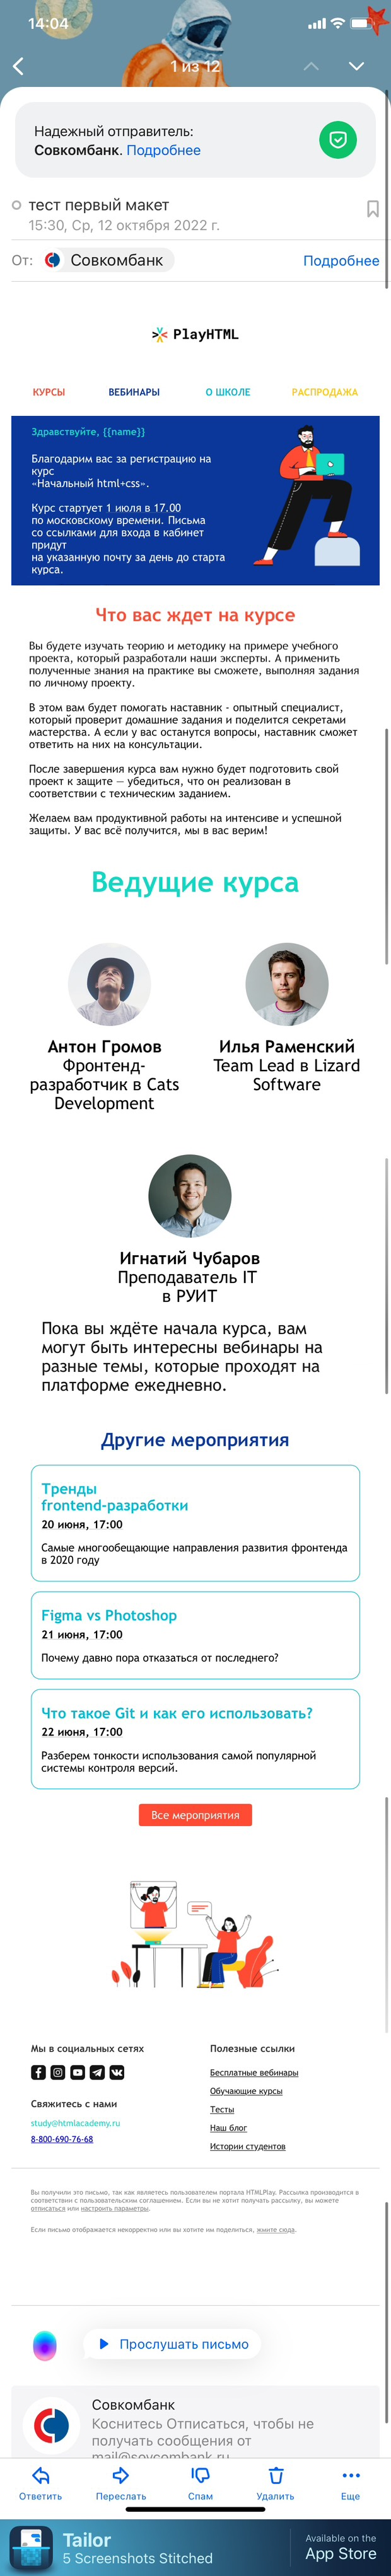 14:04
1 из 12
Надежный отправитель:
Совкомбанк. Подробнее
тест первый макет
15:30, Ср, 12 октября 2022 г.
От: Совкомбанк Подробнее
PlayHTML
КУРСЫ ВЕБИНАРЫ О ШКОЛЕ РАСПРОДАЖА
Здравствуйте, {{name}}
Благодарим вас за регистрацию на
курс
«Начальный html+css».
Курс стартует 1 июля в 17.00
по московскому времени. Письма
со ссылками для входа в кабинет
придут
на указанную почту за день до старта
курса.
Что вас ждет на курсе
Вы будете изучать теорию и методику на примере учебного
проекта, который разработали наши эксперты. А применить
полученные знания на практике вы сможете, выполняя задания
по личному проекту.
В этом вам будет помогать наставник - опытный специалист,
который проверит домашние задания и поделится секретами
мастерства. А если у вас останутся вопросы, наставник сможет
ответить на них на консультации.
После завершения курса вам нужно будет подготовить свой
проект к защите — убедиться, что он реализован в
соответствии с техническим заданием.
Желаем вам продуктивной работы на интенсиве и успешной
защиты. У вас всё получится, мы в вас верим!
Ведущие курса
Антон Громов
Фронтенд-
разработчик в Cats
Development
Илья Раменский
Team Lead в Lizard
Software
Игнатий Чубаров
Преподаватель IT
в РУИТ
Пока вы ждёте начала курса, вам
могут быть интересны вебинары на
разные темы, которые проходят на
платформе ежедневно.
Другие мероприятия
Тренды
frontend-разработки
20 июня, 17:00
Самые многообещающие направления развития фронтенда
в 2020 году
Figma vs Photoshop
21 июня, 17:00
Почему давно пора отказаться от последнего?
Что такое Git и как его использовать?
22 июня, 17:00
Разберем тонкости использования самой популярной
системы контроля версий.
Все мероприятия
Мы в социальных сетях
Свяжитесь с нами
study@htmlacademy.ru
8-800-690-76-68
Полезные ссылки
Бесплатные вебинары
Обучающие курсы
Тесты
Наш блог
Истории студентов
Вы получили это письмо, так как являетесь пользователем портала HTMLPlay. Рассылка производится в
соответствии с пользовательским соглашением. Если вы не хотит получать рассылку, вы можете
отписаться или настроить параметры.
Если письмо отображается некорректно или вы хотите им поделиться, жмите сюда.
Прослушать письмо
Совкомбанк
Коснитесь Отписаться, чтобы не
получать сообщения от
mail@sovcombank.ru
Ответить Переслать Спам Удалить Еще
Tailor
5 Screenshots Stitched
Available on the
App Store